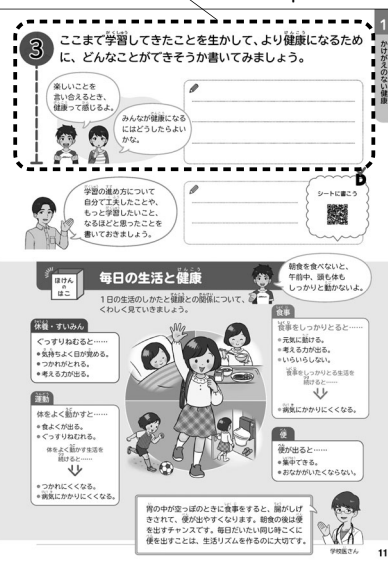 3
ここまで学習してきたことを生かして、より健康になるため
に、どんなことができそうか書いてみましょう。
楽しいことを
言い合えるとき、
健康って感じるよ。
みんなが健康になる
にはどうしたらよい
かな。
1
かけがえのない健康
学習の進め方について
自分で工夫したことや、
もっと学習したいこと、
なるほどと思ったことを
書いておきましょう。
D
シートに書こう
ほけん
の
はこ
毎日の生活と健康
1日の生活のしかたと健康との関係について、
くわしく見ていきましょう。
朝食を食べないと、
午前中、頭も体も
しっかりと動かないよ。
休養・すいみん
ぐっすりねむると……
●気持ちよく目が覚める。
●つかれがとれる。
●考える力が出る。
運動
体をよく動かすと……
●食よくが出る。
●ぐっすりねむれる。
体をよく動かす生活を
続けると……
●つかれにくくなる。
●病気にかかりにくくなる。
食事
食事をしっかりとると……
●元気に動ける。
●考える力が出る。
●いらいらしない。
食事をしっかりとる生活を
続けると……
●病気にかかりにくくなる。
便
便が出ると……
●集中できる。
●おなかがいたくならない。
胃の中が空っぽのときに食事をすると、腸がしげ
きされて、便が出やすくなります。朝食の後は便
を出すチャンスです。毎日だいたい同じ時こくに
便を出すことは、生活リズムを作るのに大切です。
学校医さん
11